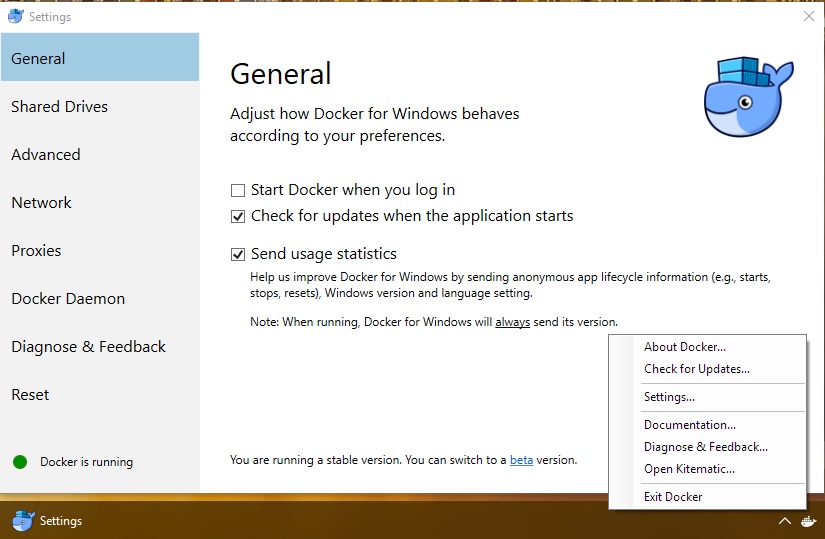 Settings
General
Shared Drives
Advanced
Network
Proxies
Docker Daemon
Diagnose & Feedback
Reset
Docker is running
General
Adjust how Docker for Windows behaves
according to your preferences.
Start Docker when you log in
Check for updates when the application starts
Send usage statistics
Help us improve Docker for Windows by sending anonymous app lifecycle information (e.g., starts,
stops, resets), Windows version and language setting.
Note: When running, Docker for Windows will always send its version.
You are running a stable version. You can switch to a beta version.
About Docker...
Check for Updates...
Settings...
Documentation...
Diagnose & Feedback...
Open Kitematic...
Exit Docker
Settings